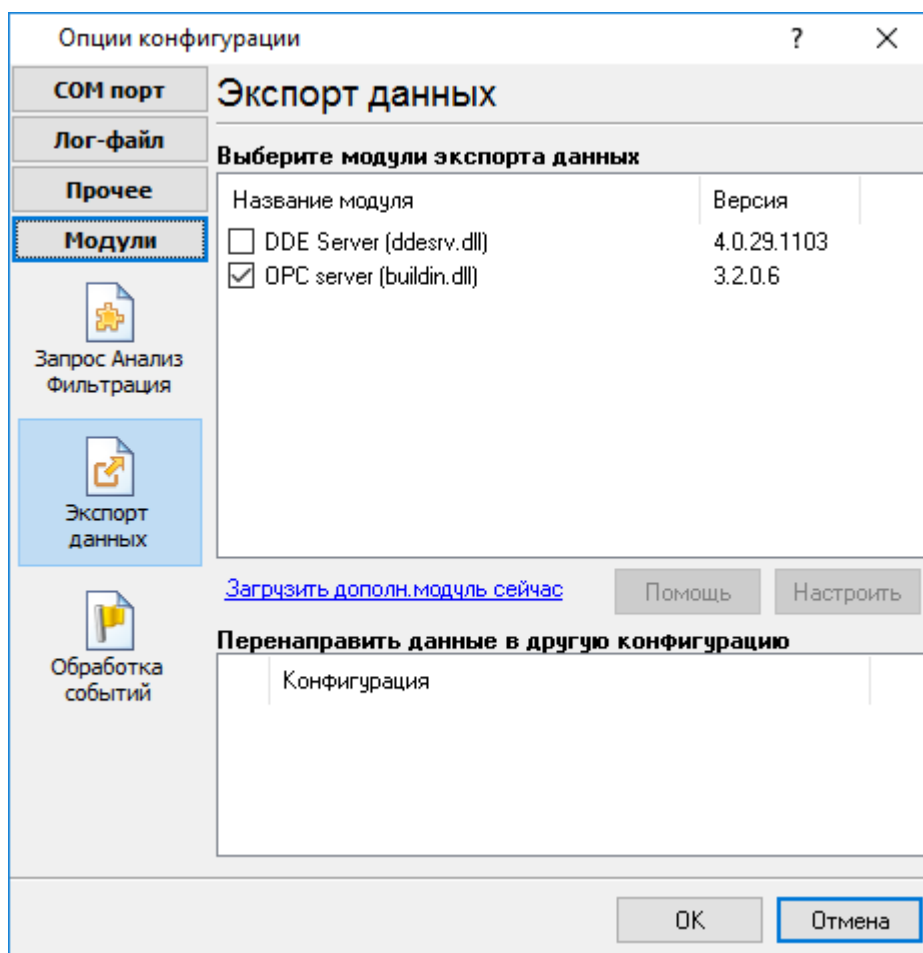 Опции конфигурации
?
COM порт
Лог-файл
Прочее
Модули
Запрос Анализ
Фильтрация
Экспорт
данных
Обработка
событий
Экспорт данных
Выберите модули экспорта данных
Название модуля Версия
DDE Server (ddesrv.dll) 4.0.29.1103
OPC server (buildin.dll) 3.2.0.6
Загрузить дополн.модуль сейчас
Помощь
Настроить
Перенаправить данные в другую конфигурацию
Конфигурация
OK
Отмена